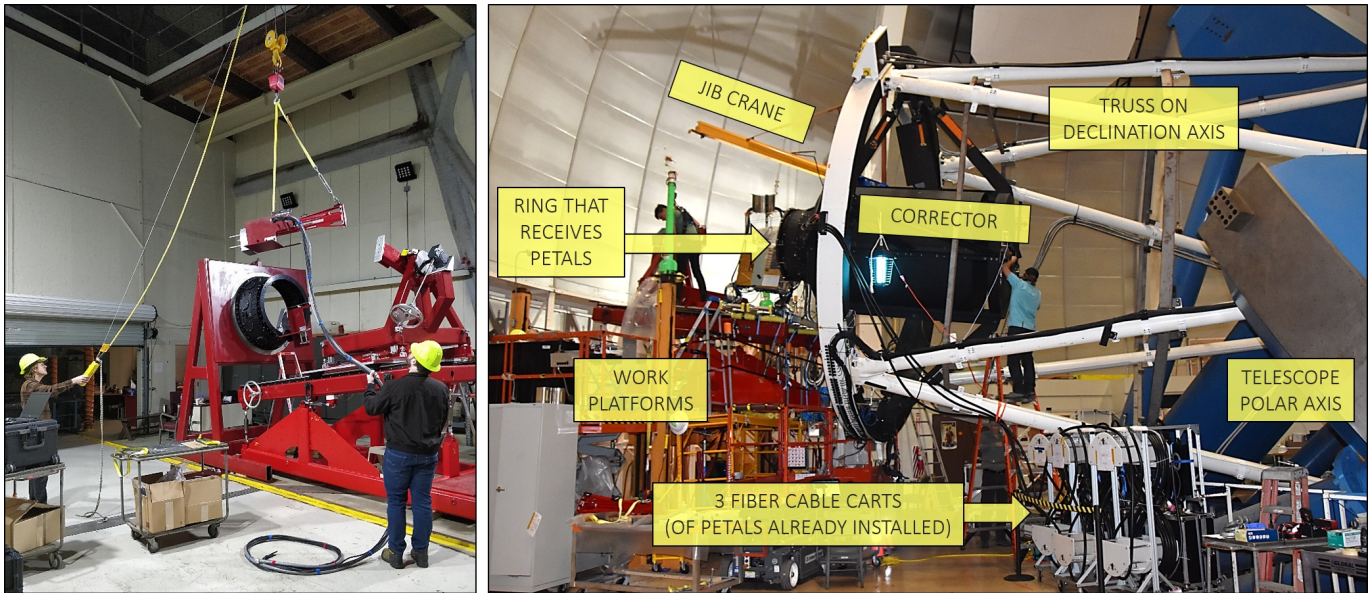 JIB CRANE
TRUSS ON
DECLINATION AXIS
RING THAT
RECEIVES
PETALS
CORRECTOR
WORK
PLATFORMS
TELESCOPE
POLAR AXIS
3 FIBER CABLE CARTS
(OF PETALS ALREADY INSTALLED)